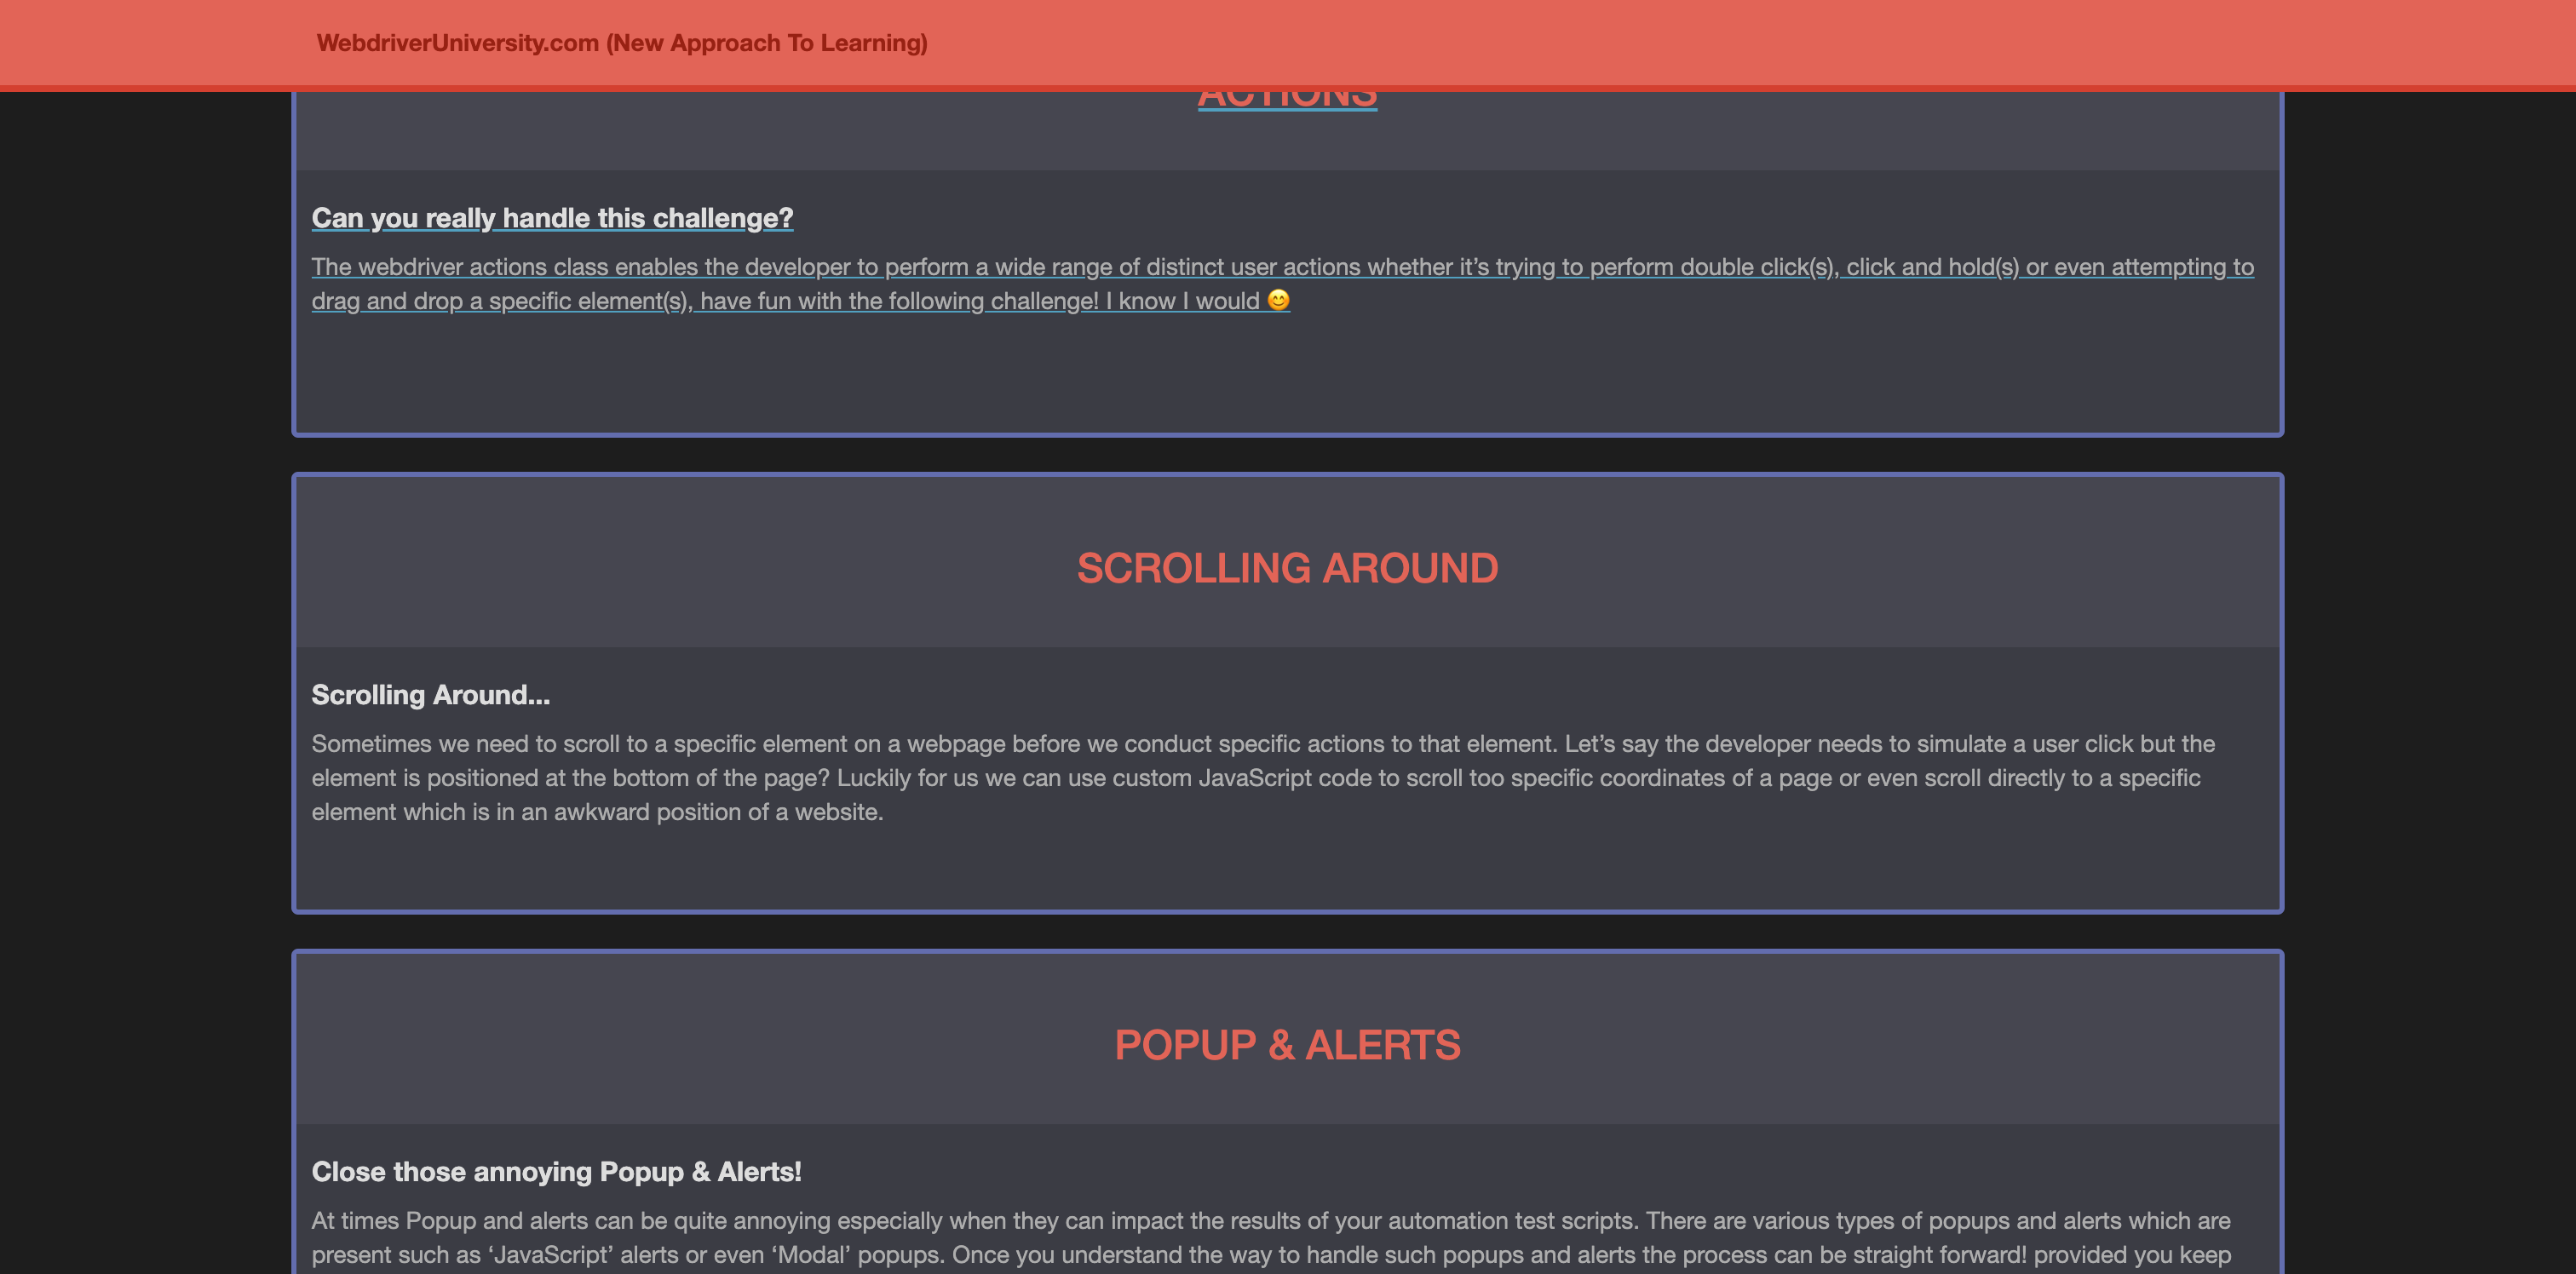 WebdriverUniversity.com (New Approach To Learning)
ACTIONS
Can you really handle this challenge?
The webdriver actions class enables the developer to perform a wide range of distinct user actions whether it’s trying to perform double click(s), click and hold(s) or even attempting to
drag and drop a specific element(s), have fun with the following challenge! I know I would 😊
SCROLLING AROUND
Scrolling Around...
Sometimes we need to scroll to a specific element on a webpage before we conduct specific actions to that element. Let’s say the developer needs to simulate a user click but the
element is positioned at the bottom of the page? Luckily for us we can use custom JavaScript code to scroll too specific coordinates of a page or even scroll directly to a specific
element which is in an awkward position of a website.
POPUP & ALERTS
Close those annoying Popup & Alerts!
At times Popup and alerts can be quite annoying especially when they can impact the results of your automation test scripts. There are various types of popups and alerts which are
present such as ‘JavaScript’ alerts or even ‘Modal’ popups. Once you understand the way to handle such popups and alerts the process can be straight forward! provided you keep